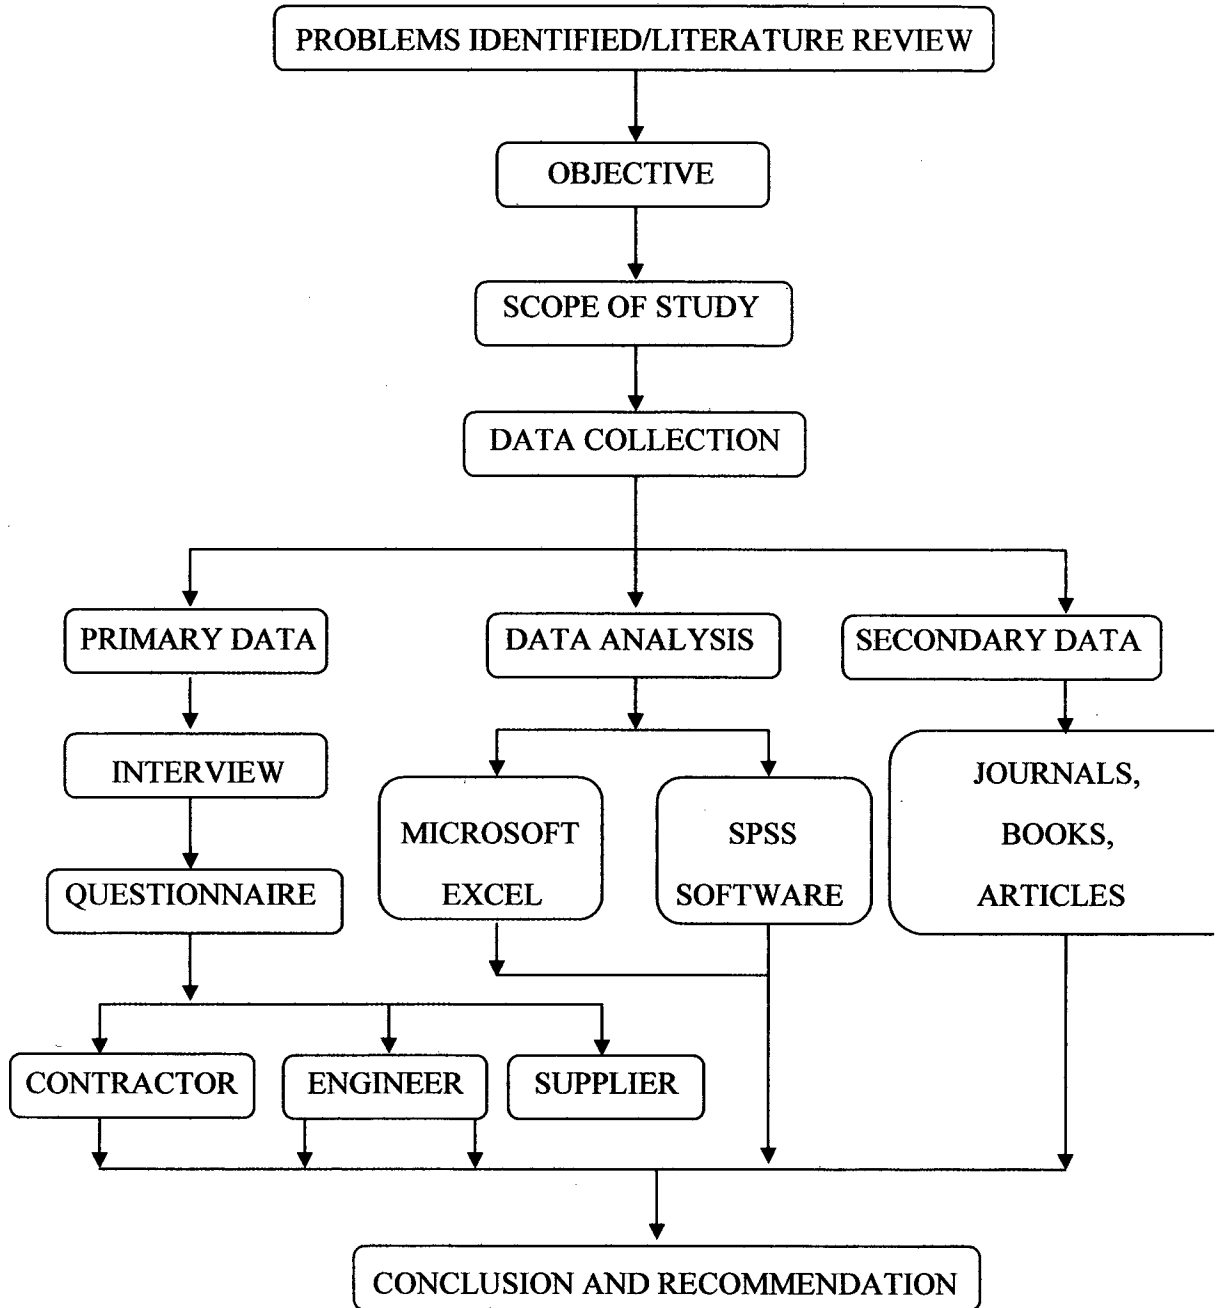 PROBLEMS IDENTIFIED/LITERATURE REVIEW
OBJECTIVE
SCOPE OF STUDY
DATA COLLECTION
PRIMARY DATA
DATA ANALYSIS
SECONDARY DATA
INTERVIEW
MICROSOFT
EXCEL
SPSS
SOFTWARE
JOURNALS,
BOOKS,
ARTICLES
QUESTIONNAIRE
CONTRACTOR
ENGINEER
SUPPLIER
CONCLUSION AND RECOMMENDATION